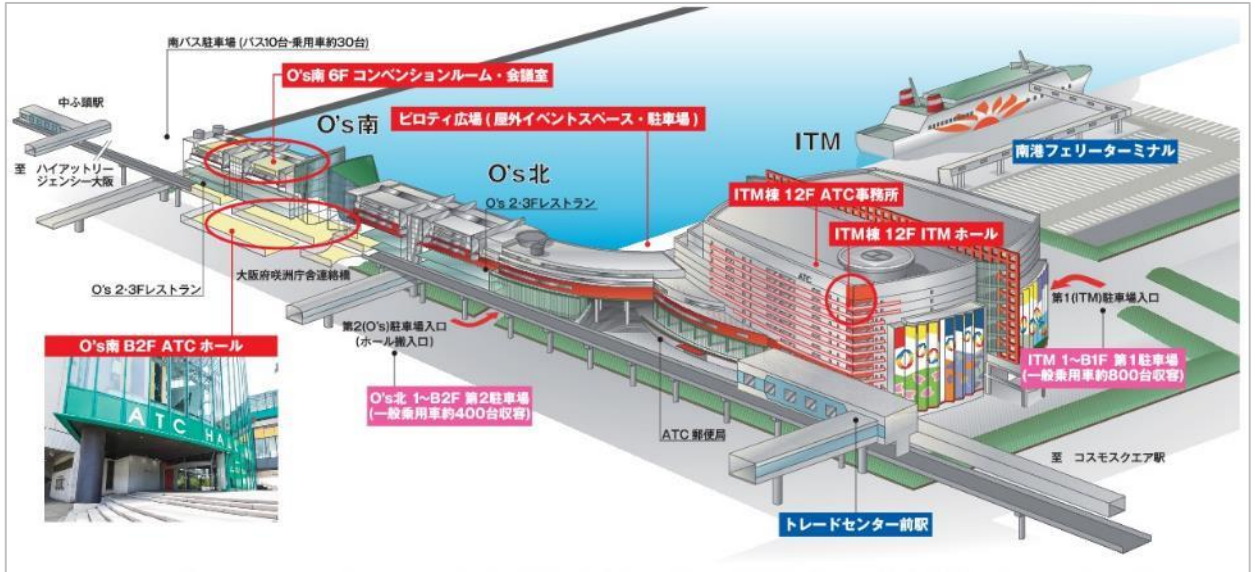 南バス駐車場 (バス10台・乗用車約30台)
O's南 6F コンベンションルーム・会議室
中ふ頭駅
O's南
ピロティ広場 ( 屋外イベントスペース・駐車場 )
ITM
南港フェリーターミナル
至 ハイアットリー
ジェンシー大阪
O's北
O's 2・3Fレストラン
ITM棟 12F ATC事務所
ITM棟 12F ITM ホール
ATC
大阪府咲洲庁舎連絡橋
O's 2・3Fレストラン
第1(ITM)駐車場入口
第2(O's)駐車場入口
(ホール搬入口)
O's南 B2F ATC ホール
ATC HALL
ITM 1~B1F 第1駐車場
(一般乗用車約800台収容)
O's北 1~B2F 第2駐車場
(一般乗用車約400台収容)
ATC 郵便局
至 コスモスクエア駅
トレードセンター前駅